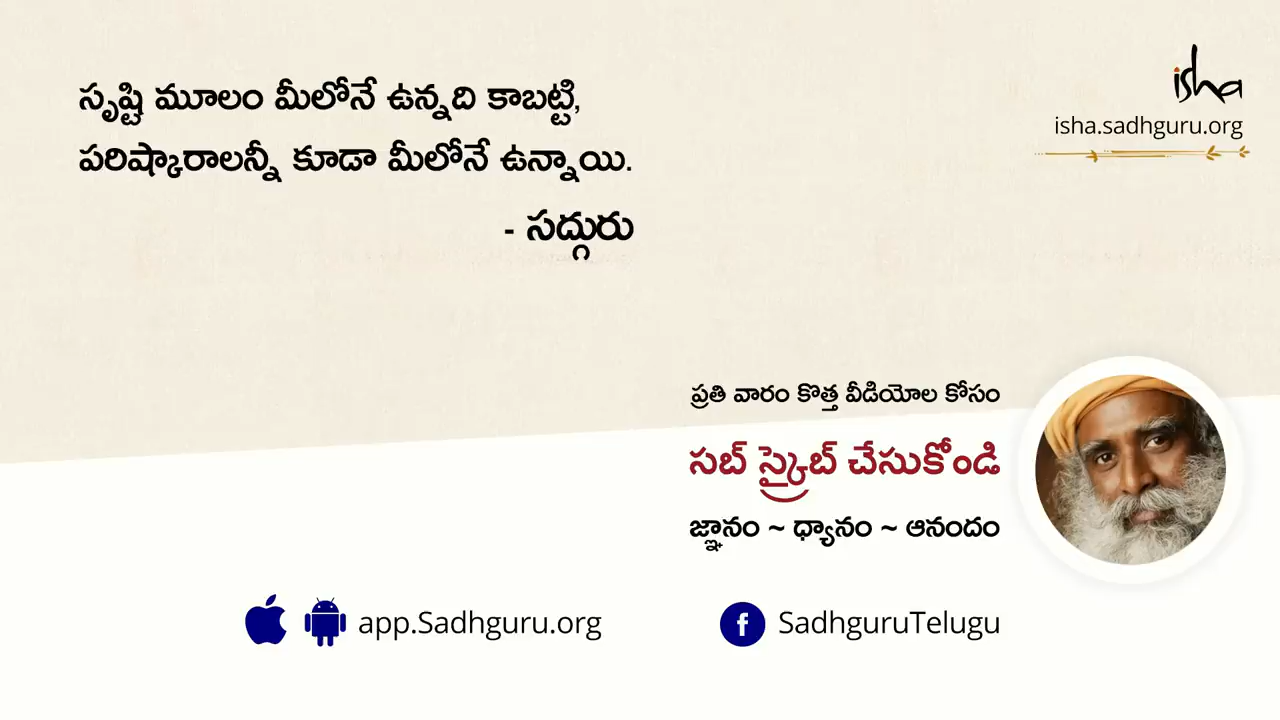 సృష్టి మూలం మీలోనే ఉన్నది కాబట్టి,
పరిష్కారాలన్నీ కూడా మీలోనే ఉన్నాయి.
- సద్గురు
isha
isha.sadhguru.org
ప్రతి వారం కొత్త వీడియోల కోసం
సబ్ స్క్రైబ్ చేసుకోండి
జ్ఞానం ~ ధ్యానం ~ ఆనందం
app.Sadhguru.org
SadhguruTelugu